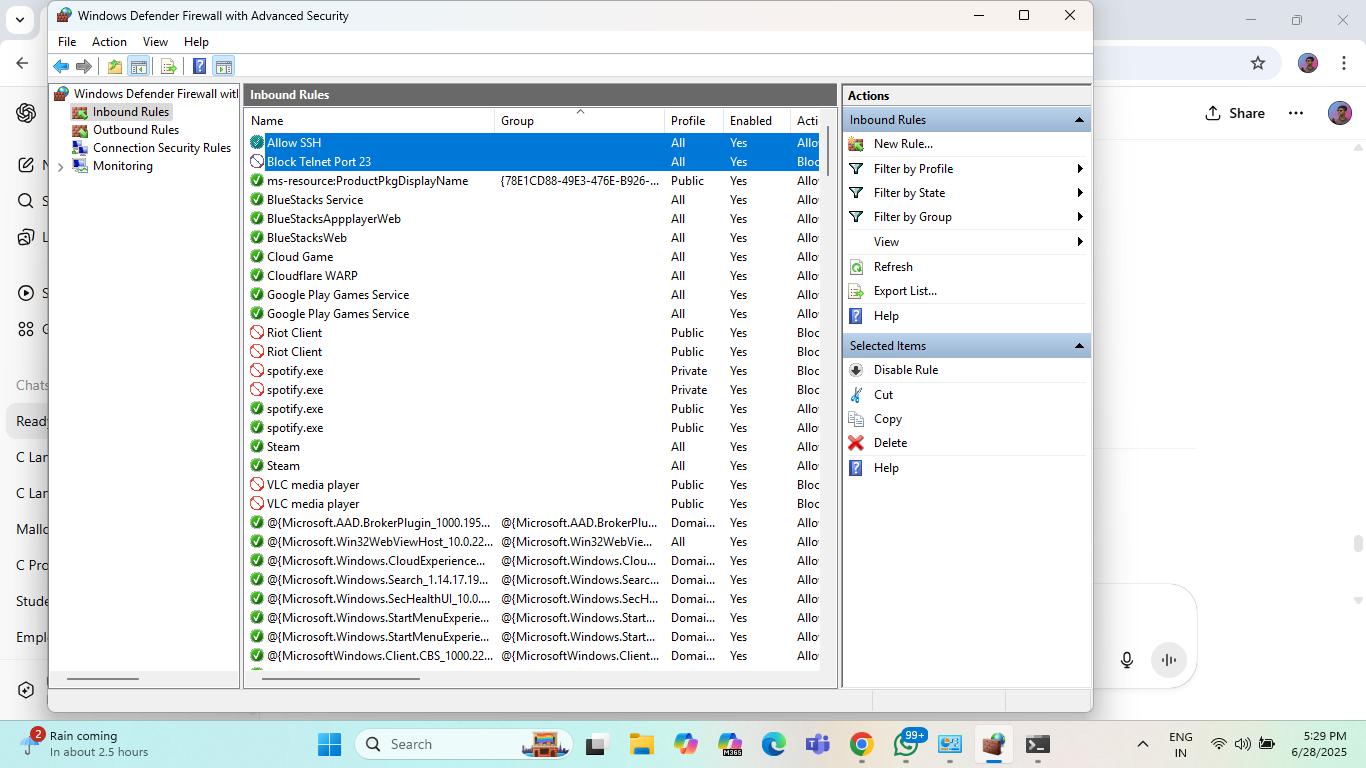 Windows Defender Firewall with Advanced Security
File Action View Help
Windows Defender Firewall wit
Inbound Rules
Outbound Rules
Connection Security Rules
Monitoring
Inbound Rules
Name Group Profile Enabled Acti
Allow SSH All Yes Allo
Block Telnet Port 23 All Yes Bloc
ms-resource:ProductPkgDisplayName {78E1CD88-49E3-476E-B926-... Public Yes Allo
BlueStacks Service All Yes Allo
BlueStacksAppplayerWeb All Yes Allo
BlueStacksWeb All Yes Allo
Cloud Game All Yes Allo
Cloudflare WARP All Yes Allo
Google Play Games Service All Yes Allo
Google Play Games Service All Yes Allo
Riot Client Public Yes Bloc
Riot Client Public Yes Bloc
spotify.exe Private Yes Bloc
spotify.exe Private Yes Bloc
spotify.exe Public Yes Allo
spotify.exe Public Yes Allo
Steam All Yes Allo
Steam All Yes Allo
VLC media player Public Yes Bloc
VLC media player Public Yes Bloc
@{Microsoft.AAD.BrokerPlugin_1000.195... @{Microsoft.AAD.BrokerPlu... Domai... Yes Allo
@{Microsoft.Win32WebViewHost_10.0.22... @{Microsoft.Win32WebVie... All Yes Allo
@{Microsoft.Windows.CloudExperience... @{Microsoft.Windows.Clou... Domai... Yes Allo
@{Microsoft.Windows.Search_1.14.17.19... @{Microsoft.Windows.Searc... Domai... Yes Allo
@{Microsoft.Windows.SecHealthUI_10.0.... @{Microsoft.Windows.SecH... Domai... Yes Allo
@{Microsoft.Windows.StartMenuExperie... @{Microsoft.Windows.Start... Domai... Yes Allo
@{Microsoft.Windows.StartMenuExperie... @{Microsoft.Windows.Start... Domai... Yes Allo
@{MicrosoftWindows.Client.CBS_1000.22... @{MicrosoftWindows.Client... Domai... Yes Allo
Actions
Inbound Rules
New Rule...
Filter by Profile
Filter by State
Filter by Group
View
Refresh
Export List...
Help
Selected Items
Disable Rule
Cut
Copy
Delete
Help
Share
N
S
L
S
Chats
Ready
C Lan
C Lan
Mallo
C Pro
Stude
Empl
2
Rain coming
In about 2.5 hours
Search
M365
99+
ENG
IN
5:29 PM
6/28/2025